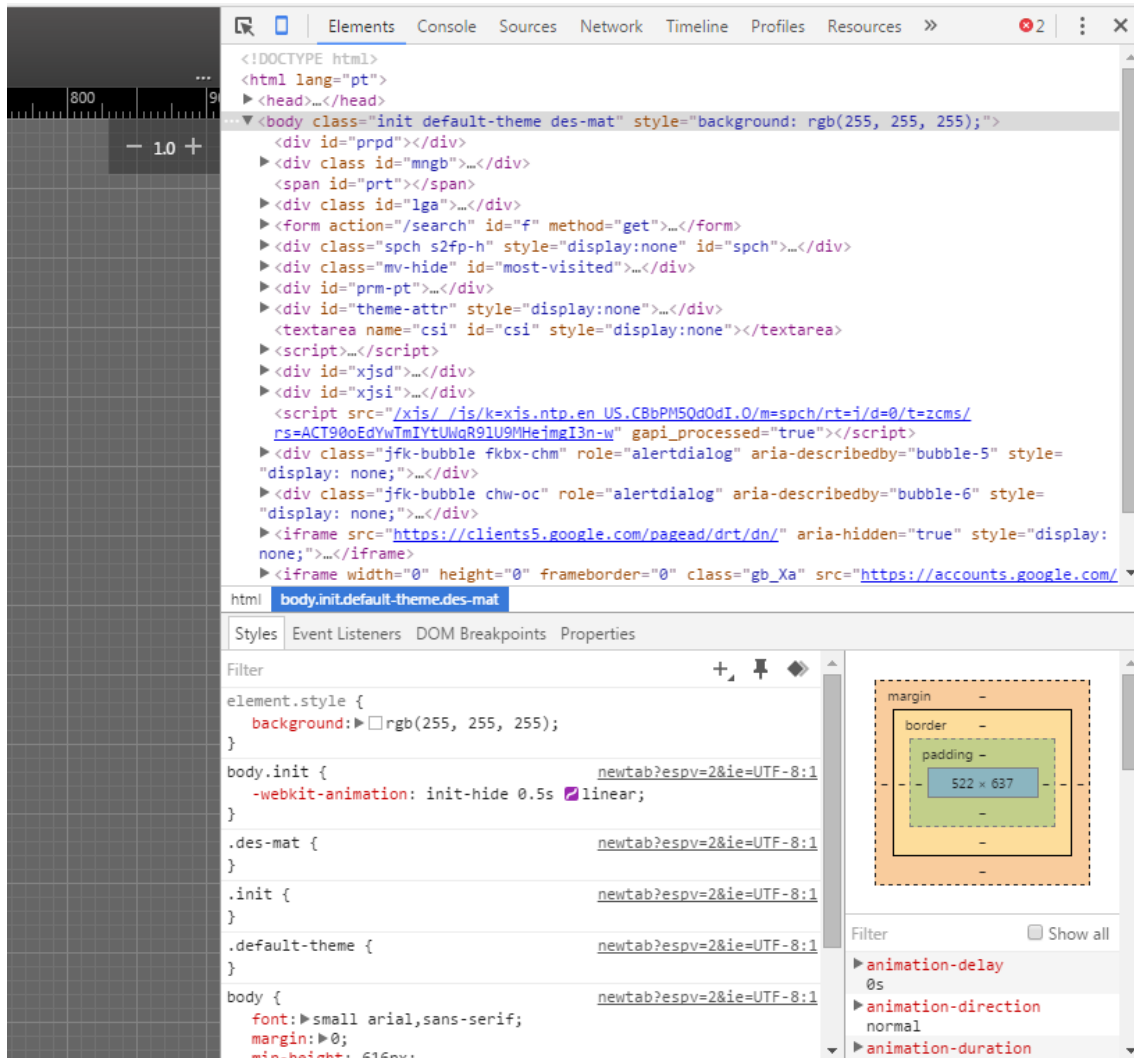 Elements Console Sources Network Timeline Profiles Resources » 2
...
800 9
− 1.0 +
<!DOCTYPE html>
<html lang="pt">
<head>…</head>
<body class="init default-theme des-mat" style="background: rgb(255, 255, 255);">
<div id="prpd"></div>
<div class id="mngb">…</div>
<span id="prt"></span>
<div class id="lga">…</div>
<form action="/search" id="f" method="get">…</form>
<div class="spch s2fp-h" style="display:none" id="spch">…</div>
<div class="mv-hide" id="most-visited">…</div>
<div id="prm-pt">…</div>
<div id="theme-attr" style="display:none">…</div>
<textarea name="csi" id="csi" style="display:none"></textarea>
<script>…</script>
<div id="xjsd">…</div>
<div id="xjsi">…</div>
<script src="/xjs/_/js/k=xjs.ntp.en_US.CBbPM5QdOdI.O/m=spch/rt=j/d=0/t=zcms/
rs=ACT90oEdYwTmIYtUWqR9lU9MHejmgI3n-w" gapi_processed="true"></script>
<div class="jfk-bubble fkbx-chm" role="alertdialog" aria-describedby="bubble-5" style=
"display: none;">…</div>
<div class="jfk-bubble chw-oc" role="alertdialog" aria-describedby="bubble-6" style=
"display: none;">…</div>
<iframe src="https://clients5.google.com/pagead/drt/dn/" aria-hidden="true" style="display:
none;">…</iframe>
<iframe width="0" height="0" frameborder="0" class="gb_Xa" src="https://accounts.google.com/
html body.init.default-theme.des-mat
Styles Event Listeners DOM Breakpoints Properties
Filter
element.style {
background: rgb(255, 255, 255);
}
body.init { newtab?espv=2&ie=UTF-8:1
-webkit-animation: init-hide 0.5s linear;
}
.des-mat { newtab?espv=2&ie=UTF-8:1
}
.init { newtab?espv=2&ie=UTF-8:1
}
.default-theme { newtab?espv=2&ie=UTF-8:1
}
body { newtab?espv=2&ie=UTF-8:1
font: small arial,sans-serif;
margin: 0;
min-height: 616px;
margin –
border –
padding –
– – – 522 × 637 – – –
–
–
–
Filter Show all
animation-delay
0s
animation-direction
normal
animation-duration